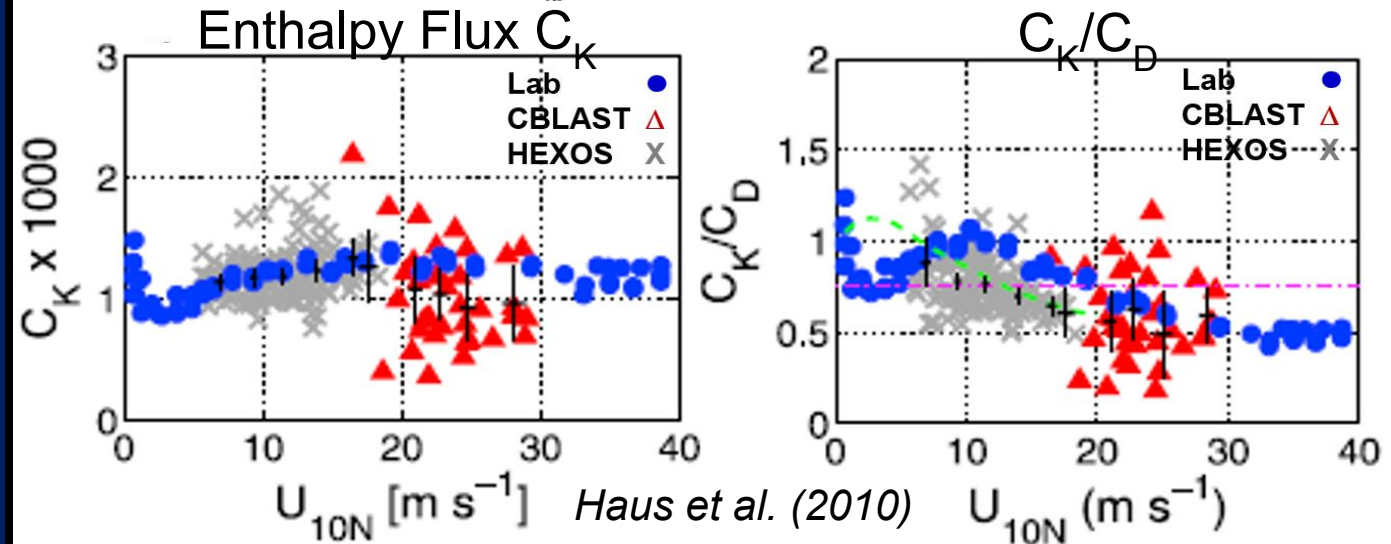 Enthalpy Flux C_K
C_K/C_D
3
2
1
0
C_K x 1000
Lab
CBLAST Δ
HEXOS X
0 10 20 30 40
U_10N [m s⁻¹]
2
1.5
1
0.5
0
C_K/C_D
Lab
CBLAST Δ
HEXOS X
0 10 20 30 40
U_10N (m s⁻¹)
Haus et al. (2010)